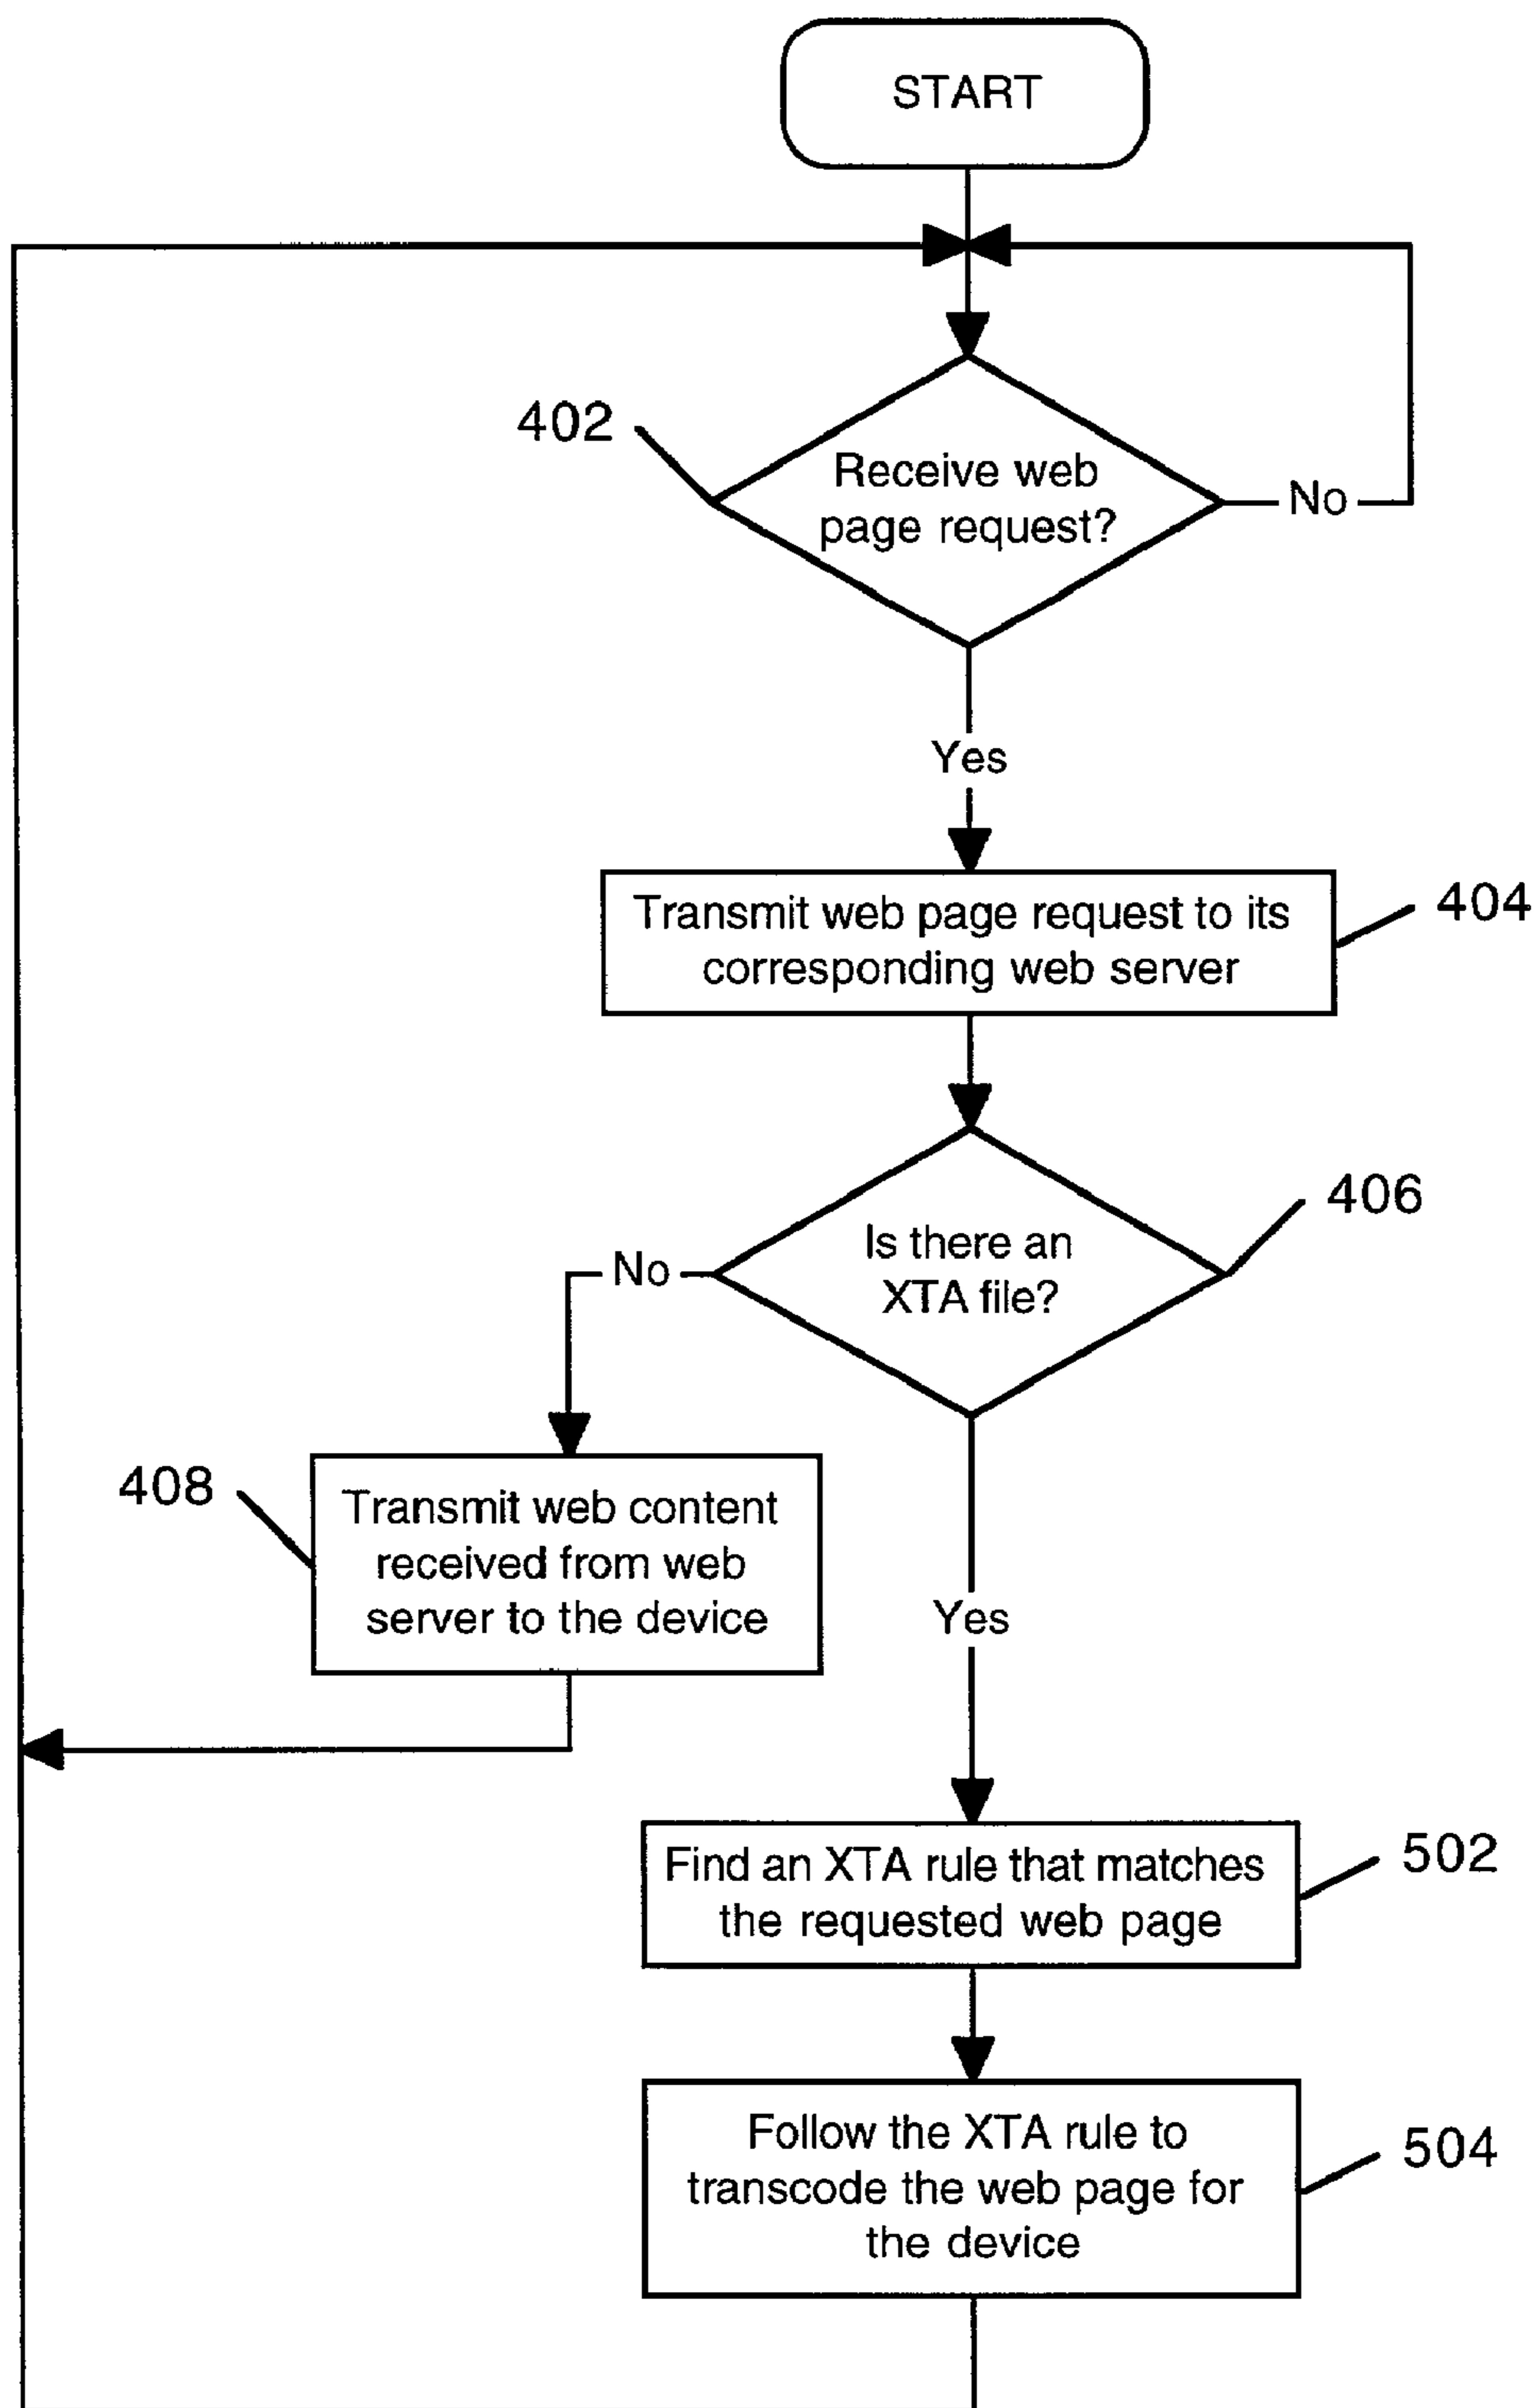 START
402
Receive web
page request?
No
Yes
Transmit web page request to its
corresponding web server
404
406
Is there an
XTA file?
No
408
Transmit web content
received from web
server to the device
Yes
Find an XTA rule that matches
the requested web page
502
Follow the XTA rule to
transcode the web page for
the device
504